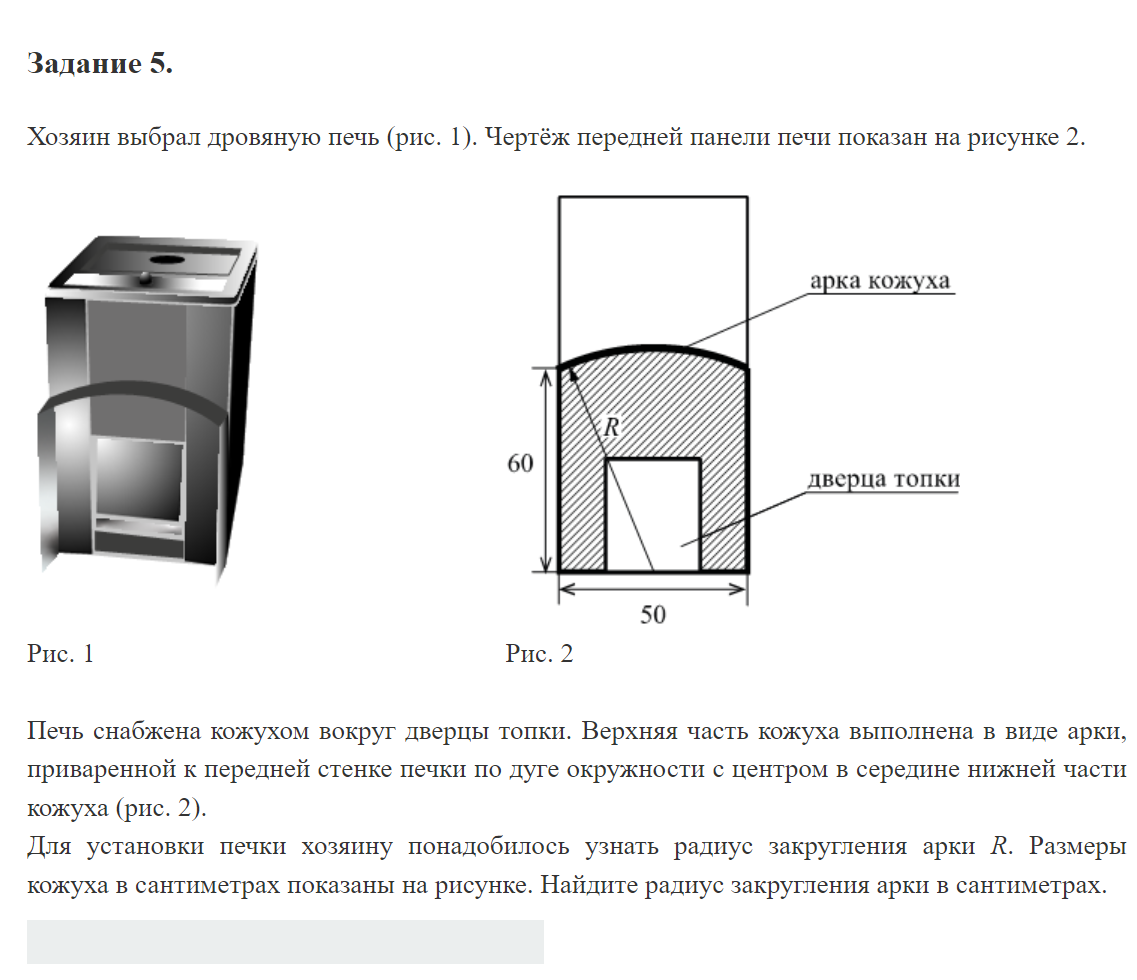 Задание 5.
Хозяин выбрал дровяную печь (рис. 1). Чертёж передней панели печи показан на рисунке 2.
арка кожуха
R
60
дверца топки
50
Рис. 1
Рис. 2
Печь снабжена кожухом вокруг дверцы топки. Верхняя часть кожуха выполнена в виде арки,
приваренной к передней стенке печки по дуге окружности с центром в середине нижней части
кожуха (рис. 2).
Для установки печки хозяину понадобилось узнать радиус закругления арки R. Размеры
кожуха в сантиметрах показаны на рисунке. Найдите радиус закругления арки в сантиметрах.